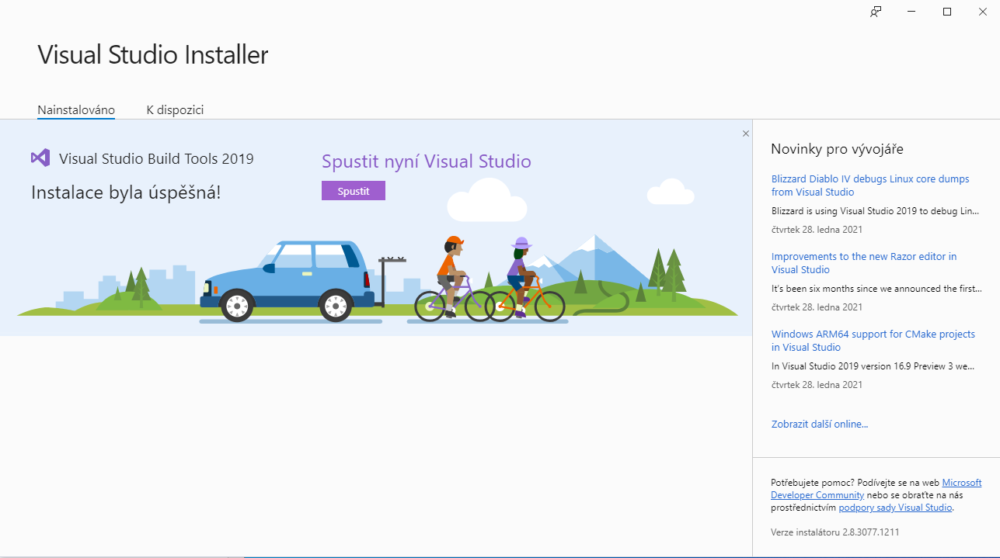 Visual Studio Installer
Nainstalováno
K dispozici
Visual Studio Build Tools 2019
Instalace byla úspěšná!
Spustit nyní Visual Studio
Spustit
Novinky pro vývojáře
Blizzard Diablo IV debugs Linux core dumps
from Visual Studio
Blizzard is using Visual Studio 2019 to debug Lin...
čtvrtek 28. ledna 2021
Improvements to the new Razor editor in
Visual Studio
It's been six months since we announced the first...
čtvrtek 28. ledna 2021
Windows ARM64 support for CMake projects
in Visual Studio
In Visual Studio 2019 version 16.9 Preview 3 we...
čtvrtek 28. ledna 2021
Zobrazit další online...
Potřebujete pomoc? Podívejte se na web Microsoft
Developer Community nebo se obraťte na nás
prostřednictvím podpory sady Visual Studio.
Verze instalátoru 2.8.3077.1211